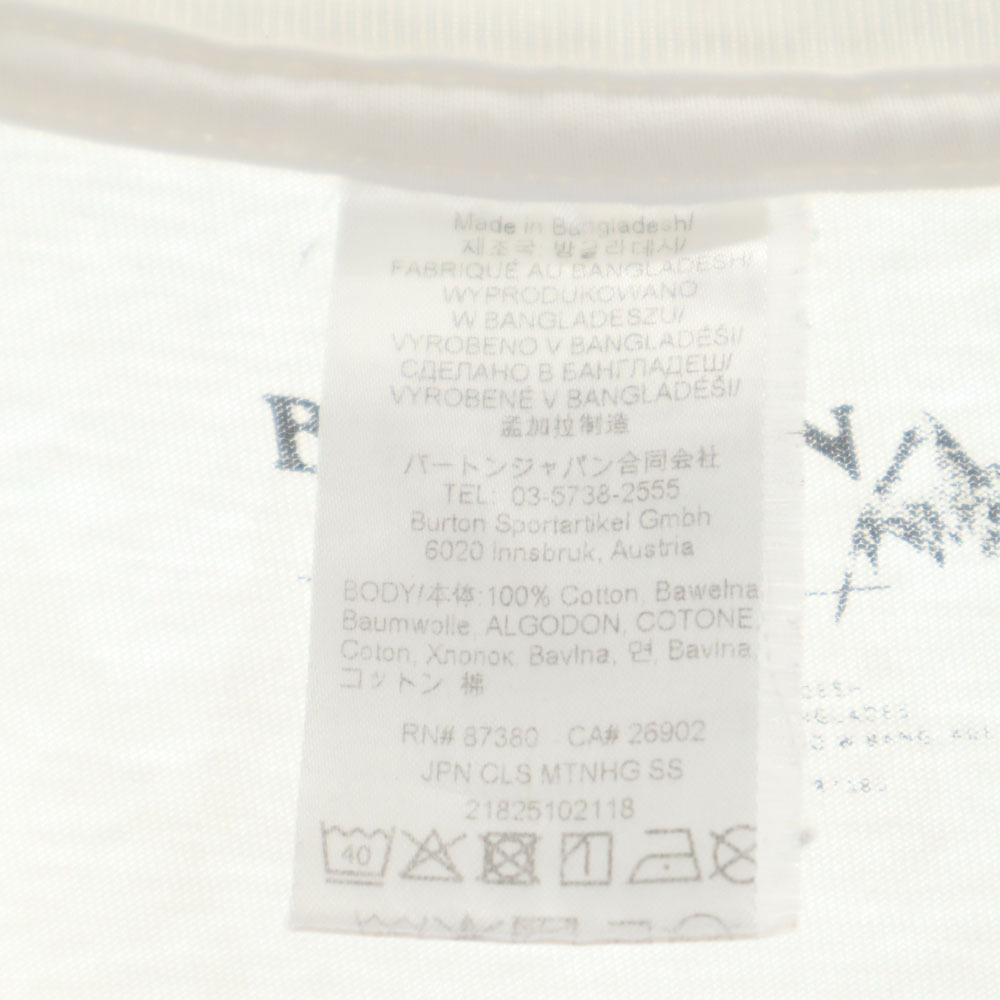 Made in Bangladesh/
제조국 방글라데시/
FABRIQUÉ AU BANGLADESH/
WYPRODUKOWANO
W BANGLADESZU/
VYROBENO V BANGLADÉŠI/
СДЕЛАНО В БАНГЛАДЕШ/
VYROBENÉ V BANGLADÉŠI/
孟加拉制造
バートンジャパン合同会社
TEL: 03-5738-2555
Burton Sportartikel Gmbh
6020 Innsbruk, Austria
BODY/本体:100% Cotton, Bawełna,
Baumwolle, ALGODON, COTONE,
Coton, Хлопок, Bavlna, 면, Bavlna,
コットン 棉
RN# 87380 CA# 26902
JPN CLS MTNHG SS
21825102118
40